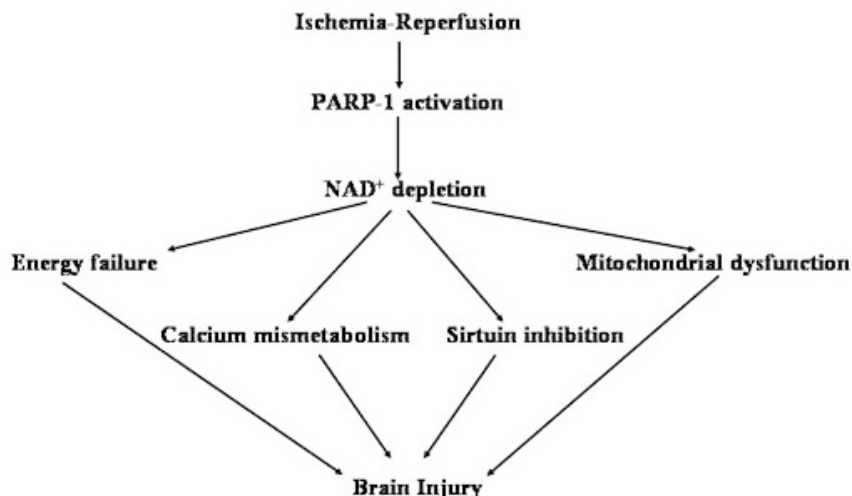 Ischemia-Reperfusion
PARP-1 activation
NAD⁺ depletion
Energy failure
Mitochondrial dysfunction
Calcium mismetabolism
Sirtuin inhibition
Brain Injury